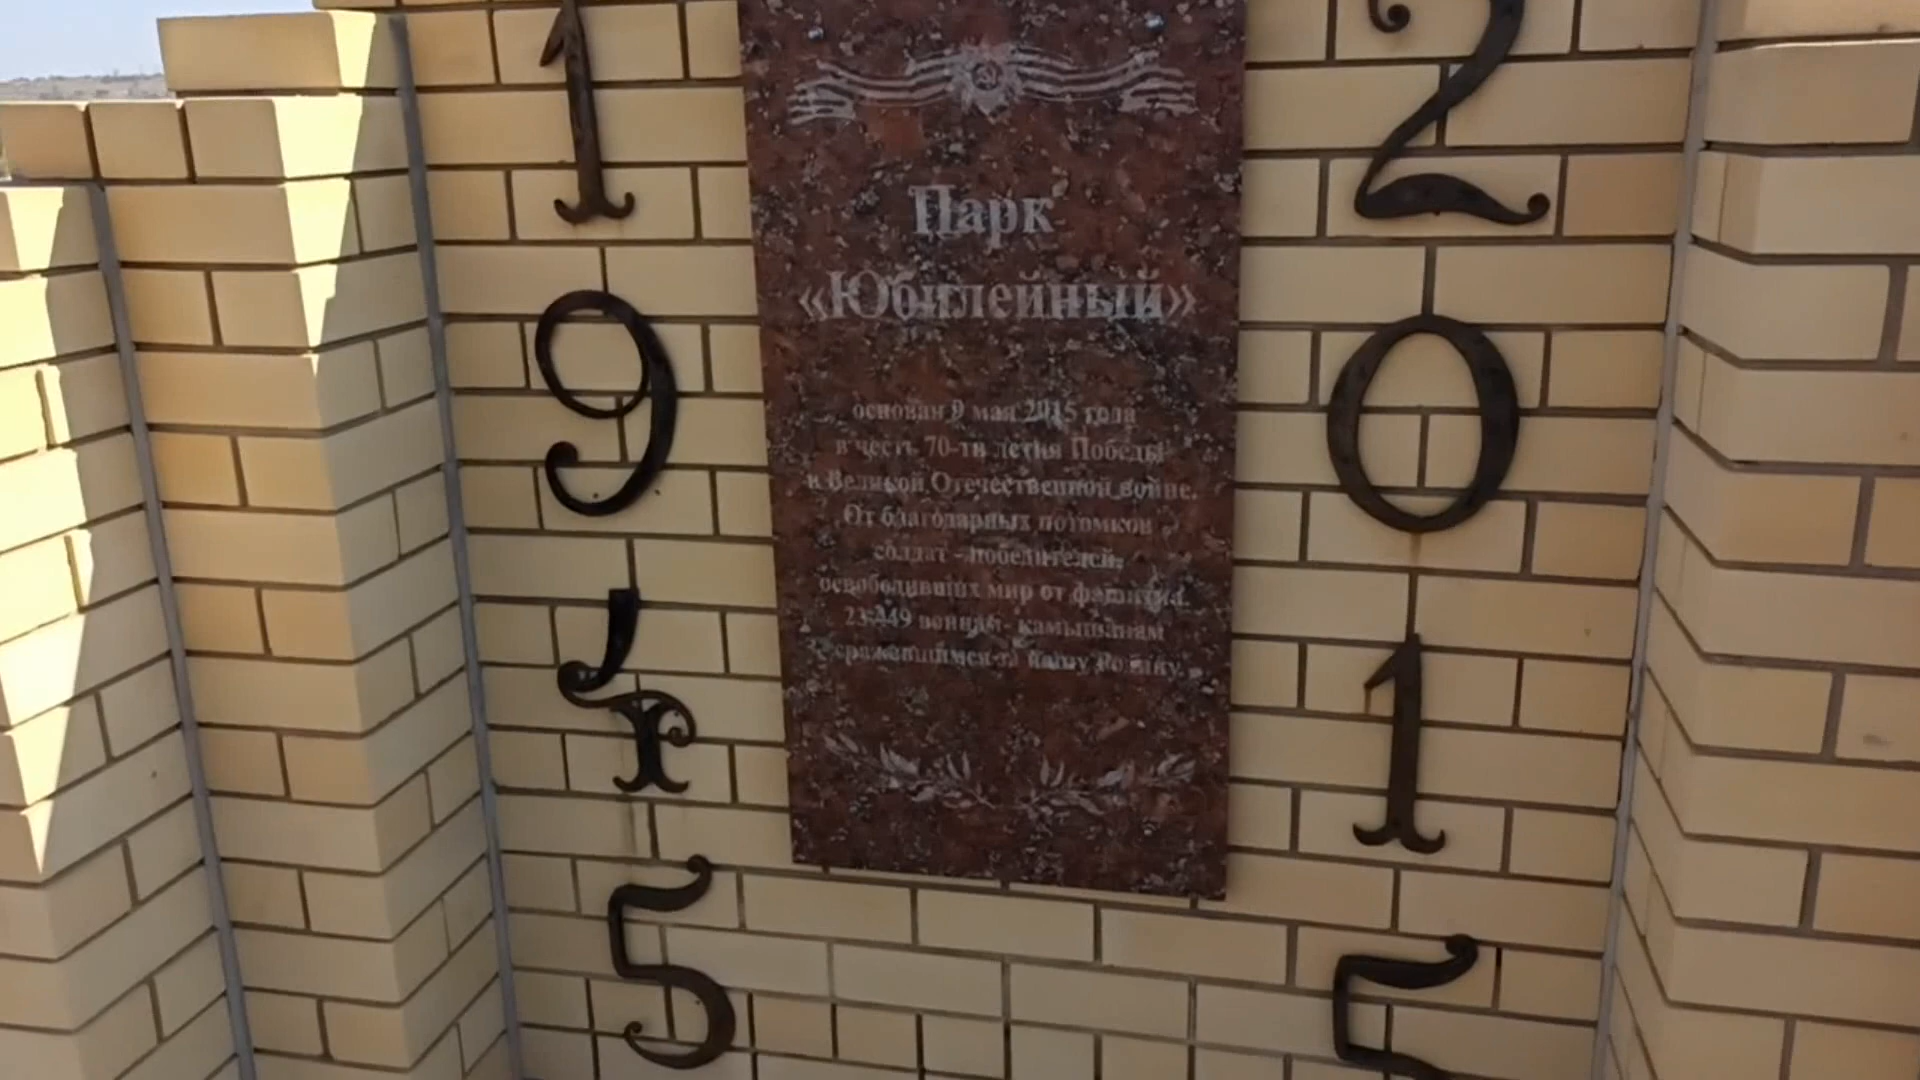 1
9
4
5
Парк
«Юбилейный»
основан 9 мая 2015 года
в честь 70-ти летия Победы
в Великой Отечественной войне.
От благодарных потомков
солдат - победителей,
освободивших мир от фашизма.
23 449 воинам - камышанам
сражавшимся за нашу Родину.
2
0
1
5